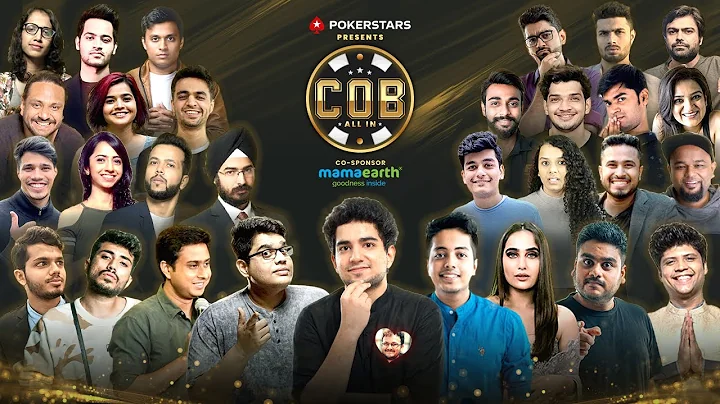 POKERSTARS
PRESENTS
COB
ALL IN
CO-SPONSOR
mamaearth
goodness inside